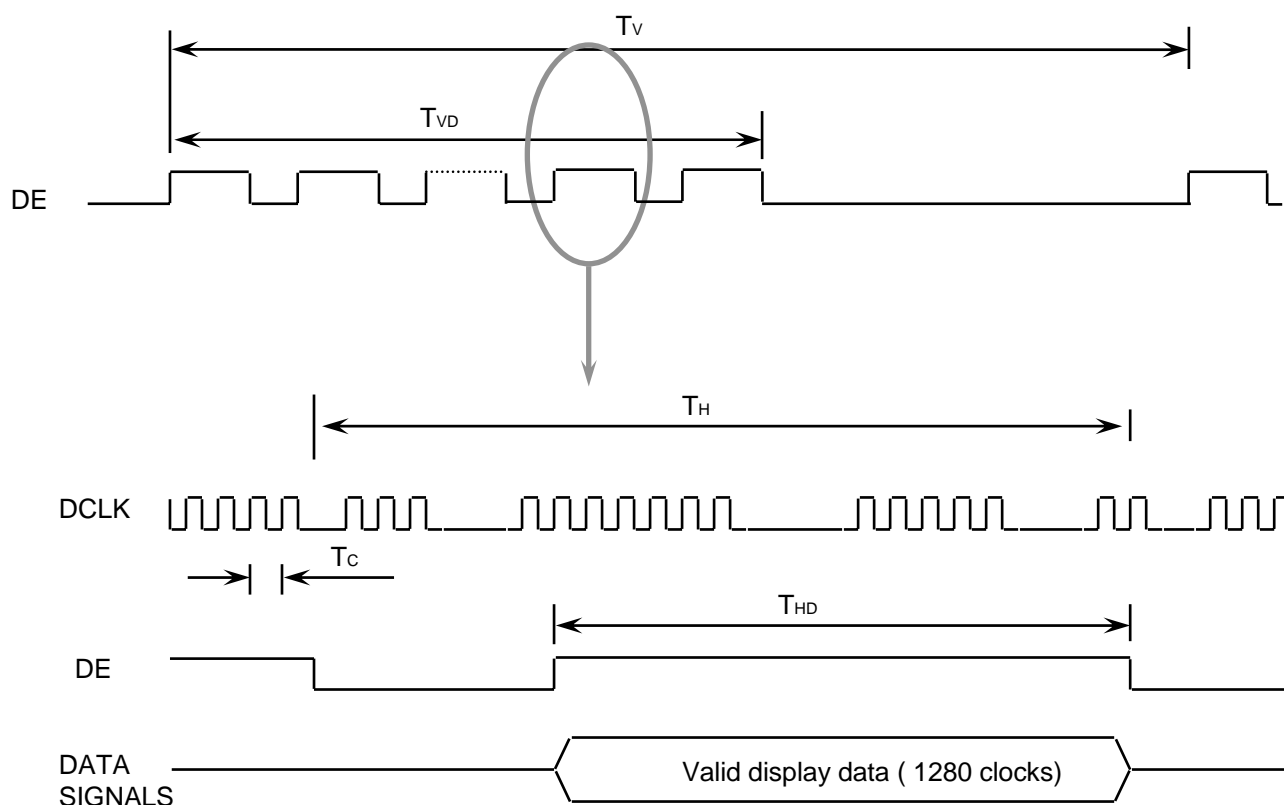 TV
TVD
DE
TH
DCLK
TC
THD
DE
DATA
SIGNALS
Valid display data ( 1280 clocks)